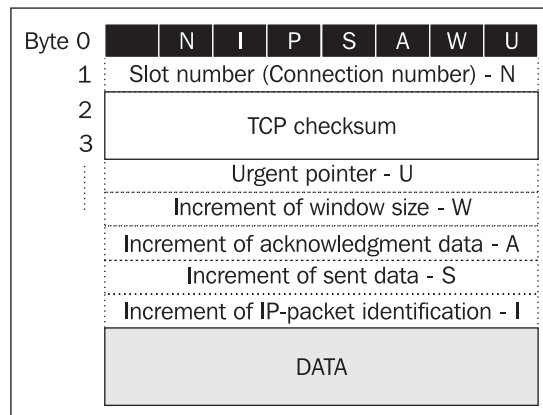 Byte 0 N I P S A W U
1 Slot number (Connection number) - N
2
TCP checksum
3
Urgent pointer - U
Increment of window size - W
Increment of acknowledgment data - A
Increment of sent data - S
Increment of IP-packet identification - I
DATA